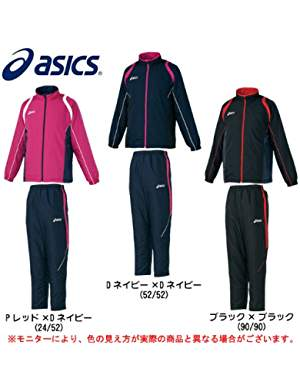 asics
Dネイビー×Dネイビー
(52/52)
Pレッド×Dネイビー
(24/52)
ブラック×ブラック
(90/90)
※モニターにより、色の見え方が実際の商品と異なる場合がございます。